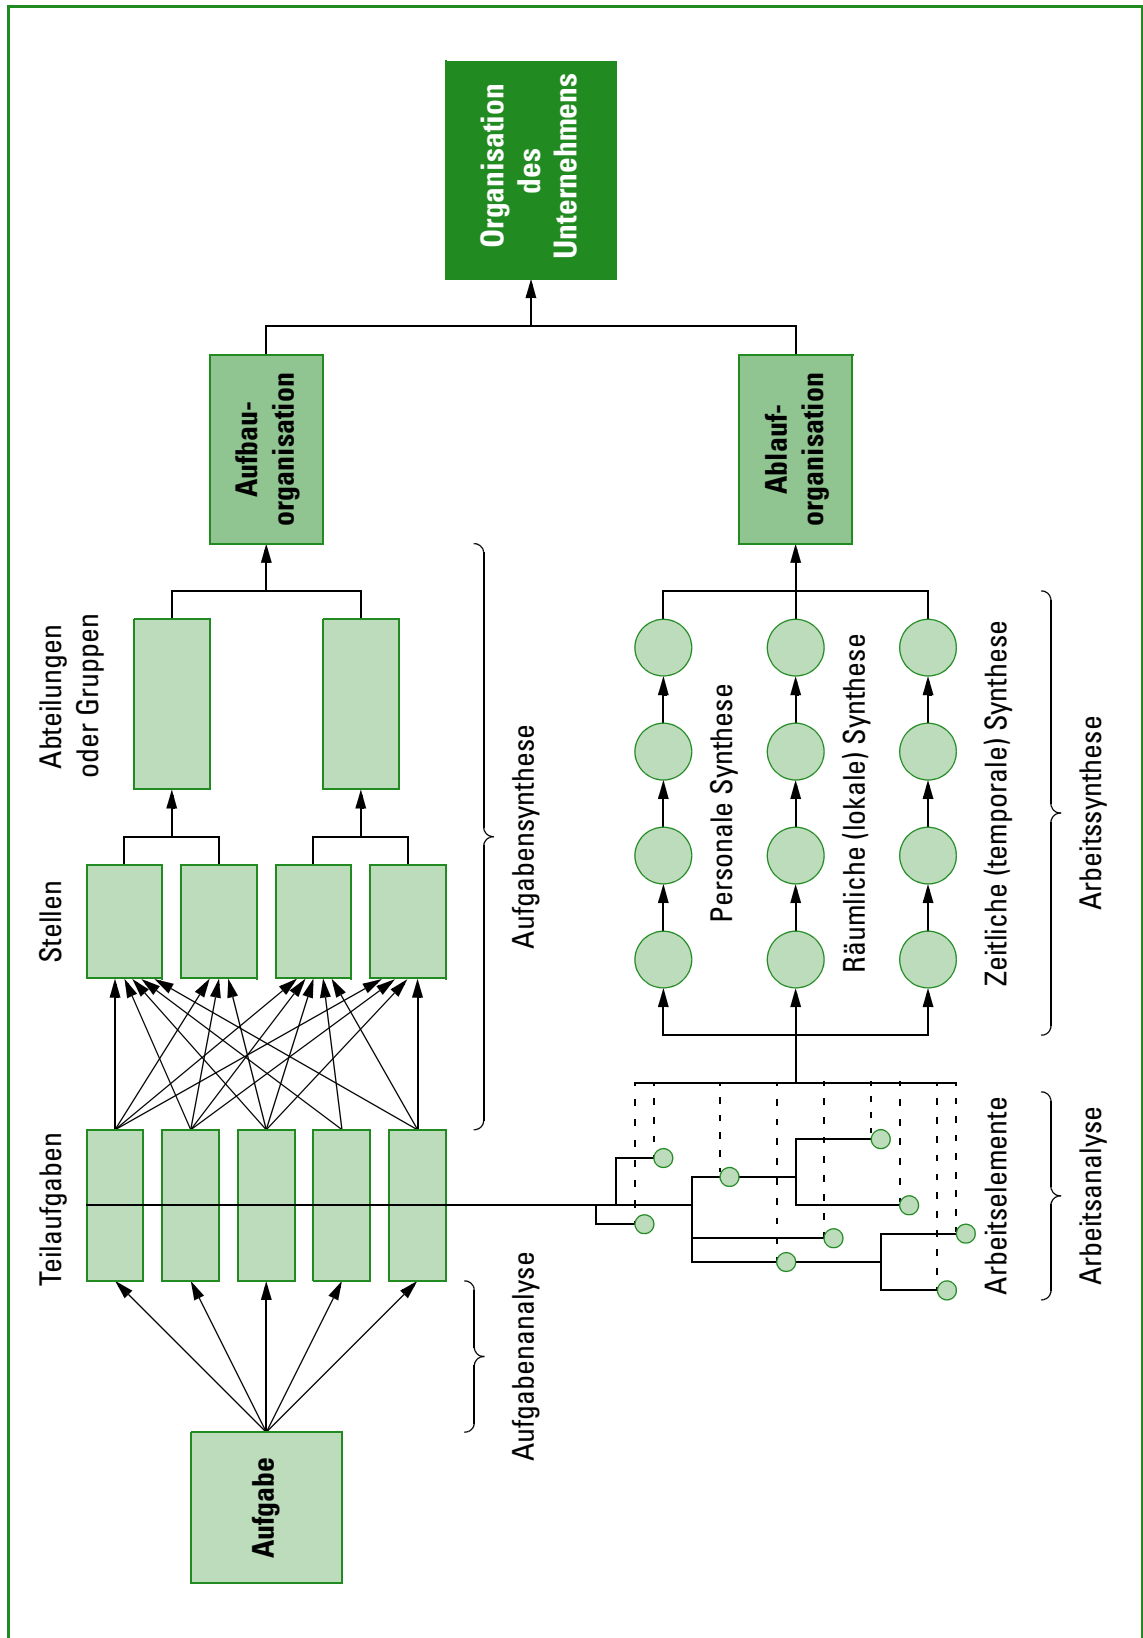 Aufgabe
Aufgabenanalyse
Teilaufgaben
Stellen
Abteilungen
oder Gruppen
Aufgabensynthese
Aufbau-
organisation
Arbeitselemente
Arbeitsanalyse
Personale Synthese
Räumliche (lokale) Synthese
Zeitliche (temporale) Synthese
Arbeitssynthese
Ablauf-
organisation
Organisation
des
Unternehmens